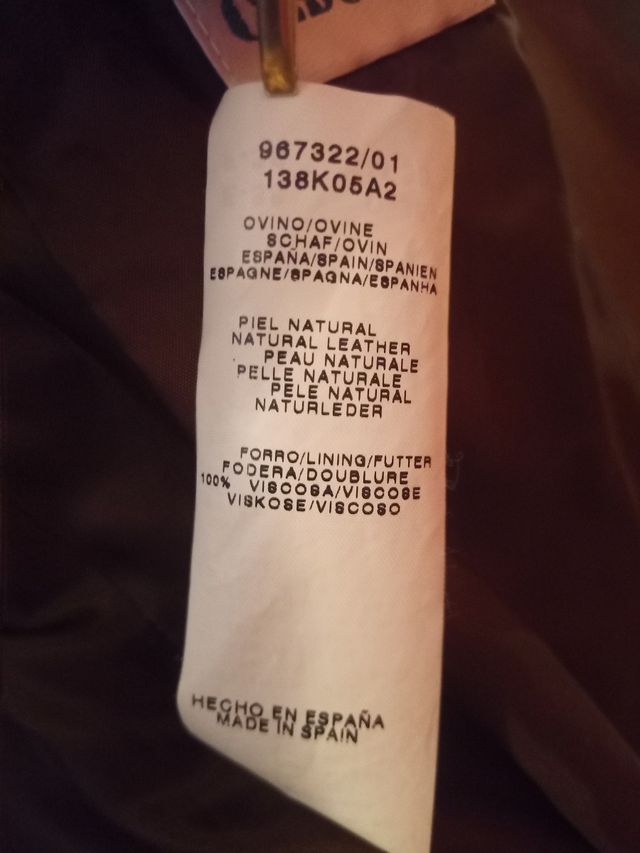 967322/01
138K05A2
OVINO/OVINE
SCHAF/OVIN
ESPAÑA/SPAIN/SPANIEN
ESPAGNE/SPAGNA/ESPANHA
PIEL NATURAL
NATURAL LEATHER
PEAU NATURALE
PELLE NATURALE
PELE NATURAL
NATURLEDER
FORRO/LINING/FUTTER
FODERA/DOUBLURE
100% VISCOSA/VISCOSE
VISKOSE/VISCOSO
HECHO EN ESPAÑA
MADE IN SPAIN